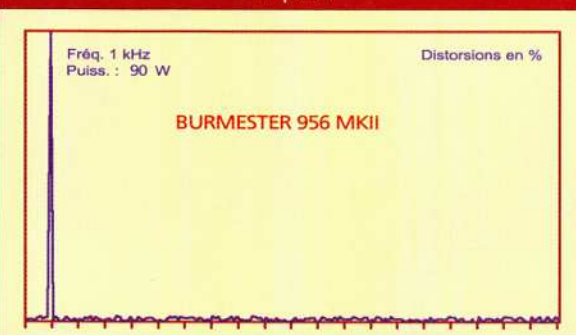 Fréq. 1 kHz
Puiss. : 90 W
Distorsions en %
BURMESTER 956 MKII